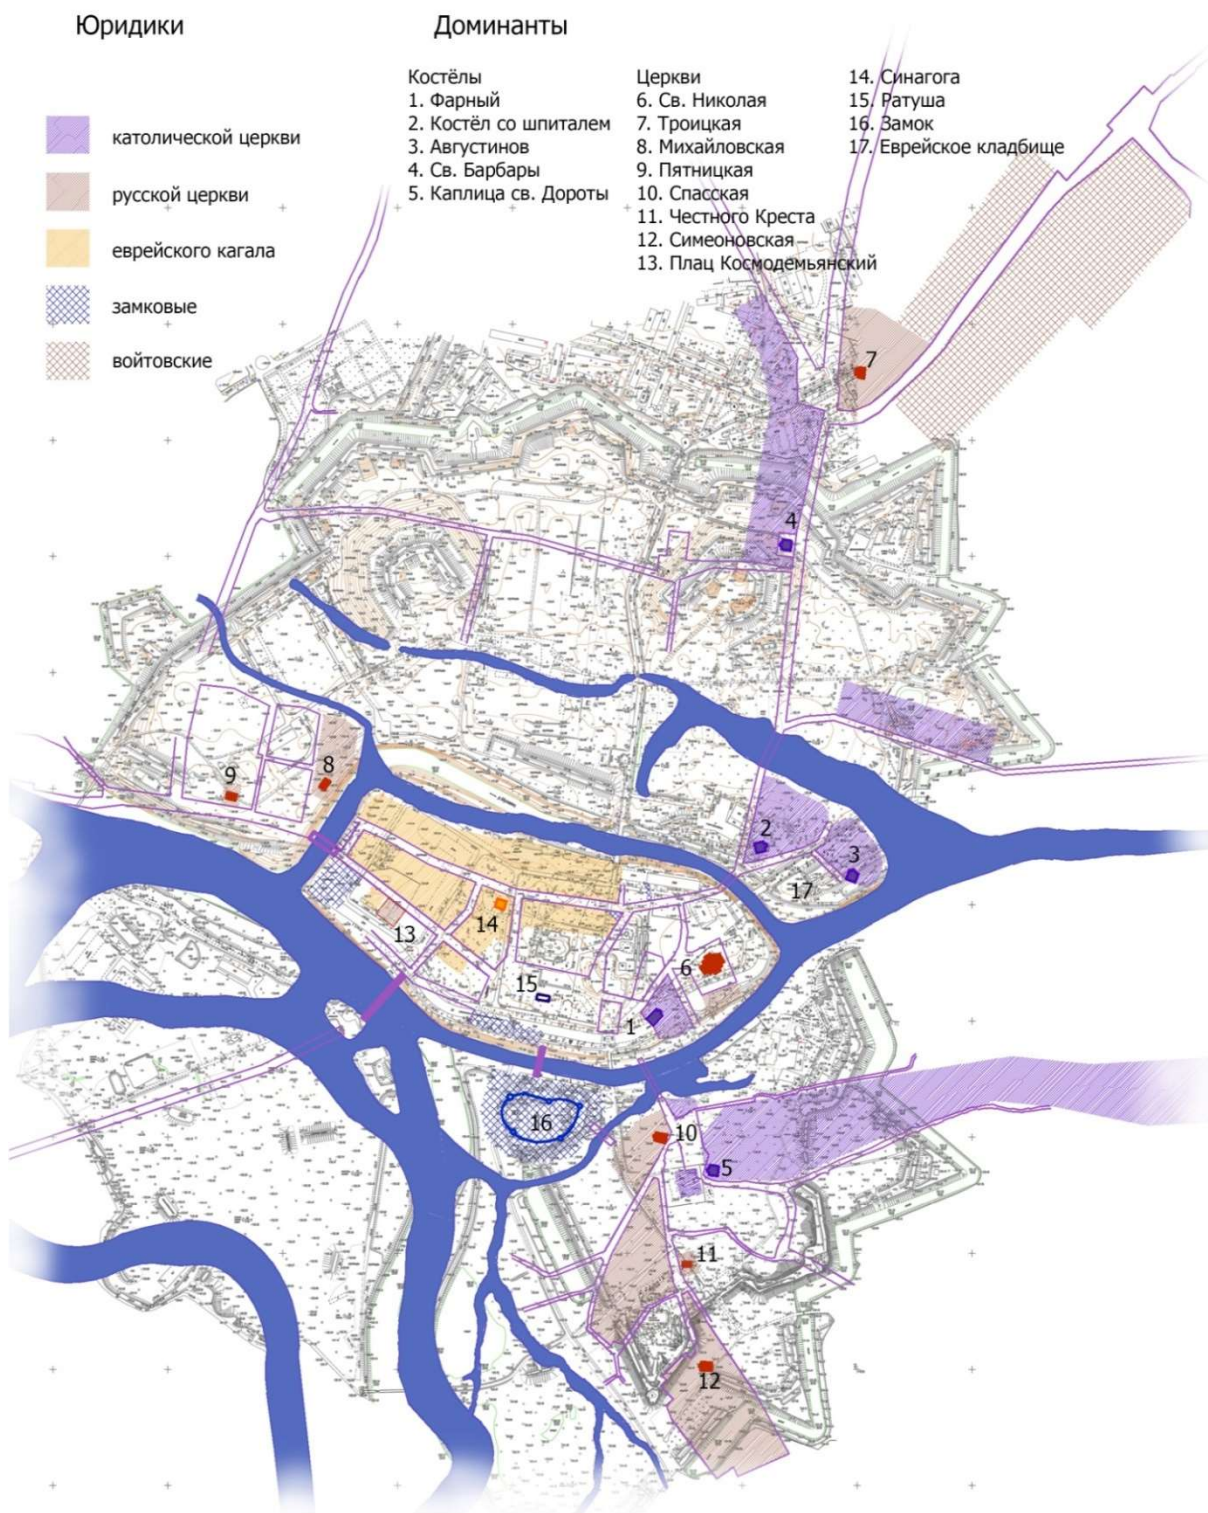 Юридики
католической церкви
русской церкви
еврейского кагала
замковые
войтовские
Доминанты
Костёлы
1. Фарный
2. Костёл со шпиталем
3. Августинов
4. Св. Барбары
5. Каплица св. Дороты
Церкви
6. Св. Николая
7. Троицкая
8. Михайловская
9. Пятницкая
10. Спасская
11. Честного Креста
12. Симеоновская
13. Плац Космодемьянский
14. Синагога
15. Ратуша
16. Замок
17. Еврейское кладбище
7
4
8
9
2
3
17
14
13
6
15
1
16
10
5
11
12